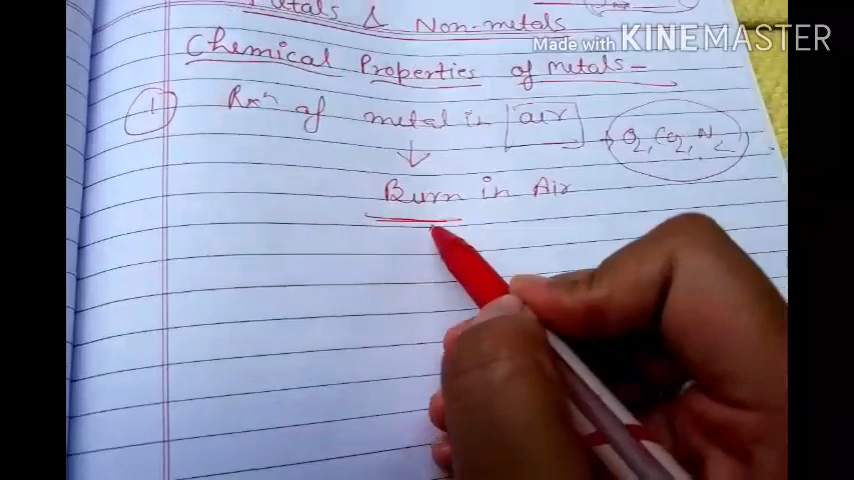 Metals & Non-metals
Made with KINEMASTER
Chemical Properties of metals-
1 Rxⁿ of metal in air → O2, CO2, N2
↓
Burn in Air